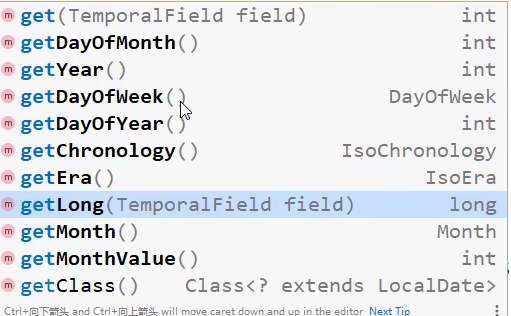 m get(TemporalField field) int
m getDayOfMonth() int
m getYear() int
m getDayOfWeek() DayOfWeek
m getDayOfYear() int
m getChronology() IsoChronology
m getEra() IsoEra
m getLong(TemporalField field) long
m getMonth() Month
m getMonthValue() int
m getClass() Class<? extends LocalDate>
Ctrl+向下箭头 and Ctrl+向上箭头 will move caret down and up in the editor Next Tip